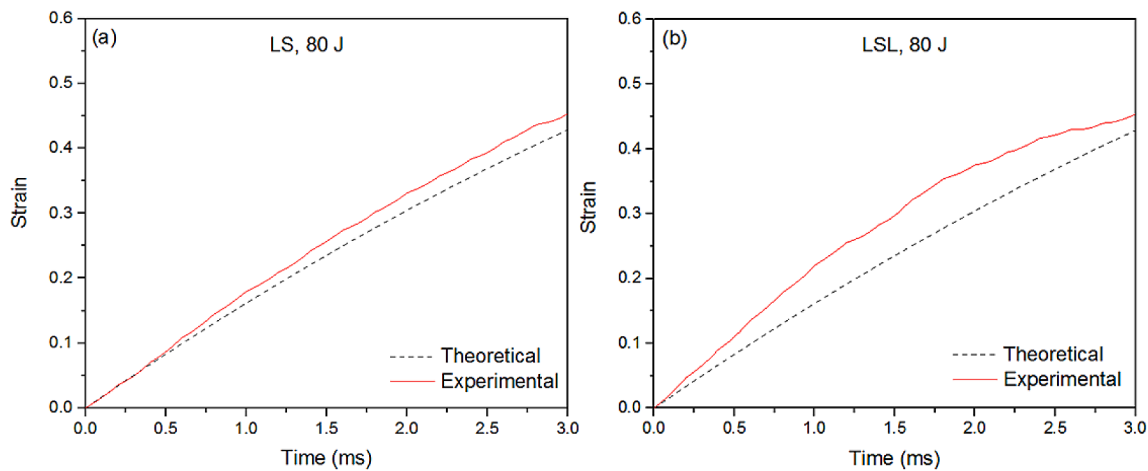 (a)
LS, 80 J
Strain
0.6
0.5
0.4
0.3
0.2
0.1
0.0
Theoretical
Experimental
0.0 0.5 1.0 1.5 2.0 2.5 3.0
Time (ms)
(b)
LSL, 80 J
Strain
0.6
0.5
0.4
0.3
0.2
0.1
0.0
Theoretical
Experimental
0.0 0.5 1.0 1.5 2.0 2.5 3.0
Time (ms)